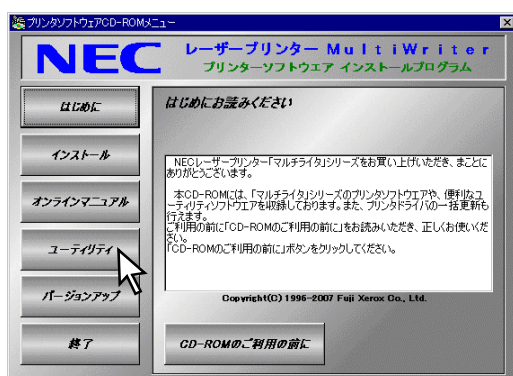 プリンタソフトウェアCD-ROMメニュー
NEC
レーザープリンター MultiWriter
プリンターソフトウエア インストールプログラム
はじめに
はじめにお読みください
インストール
オンラインマニュアル
ユーティリティ
バージョンアップ
終了
NECレーザープリンター「マルチライタ」シリーズをお買い上げいただき、まことに
ありがとうございます。
本CD-ROMには、「マルチライタ」シリーズのプリンタソフトウエアや、便利なユ
ーティリティソフトウエアを収録しております。また、プリンタドライバの一括更新も
行えます。
ご利用の前に「CD-ROMのご利用の前に」をお読みいただき、正しくお使いくだ
さい。
「CD-ROMのご利用の前に」ボタンをクリックしてください。
Copyright(C) 1996-2007 Fuji Xerox Co., Ltd.
CD-ROMのご利用の前に